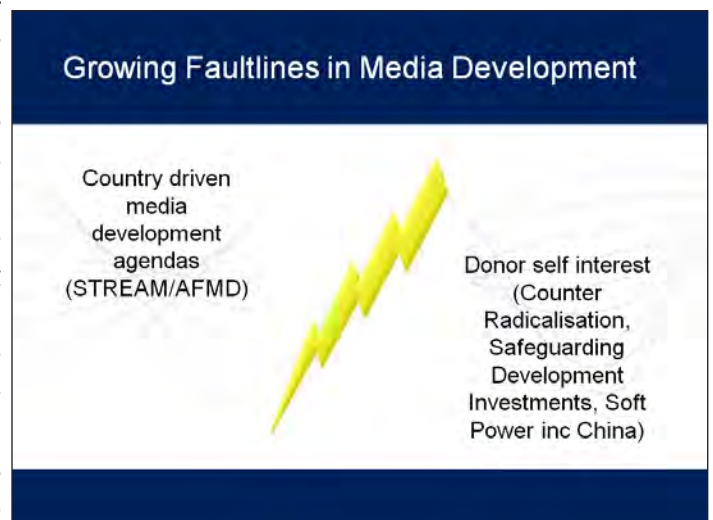 Growing Faultlines in Media Development
Country driven
media
development
agendas
(STREAM/AFMD)
Donor self interest
(Counter
Radicalisation,
Safeguarding
Development
Investments, Soft
Power inc China)